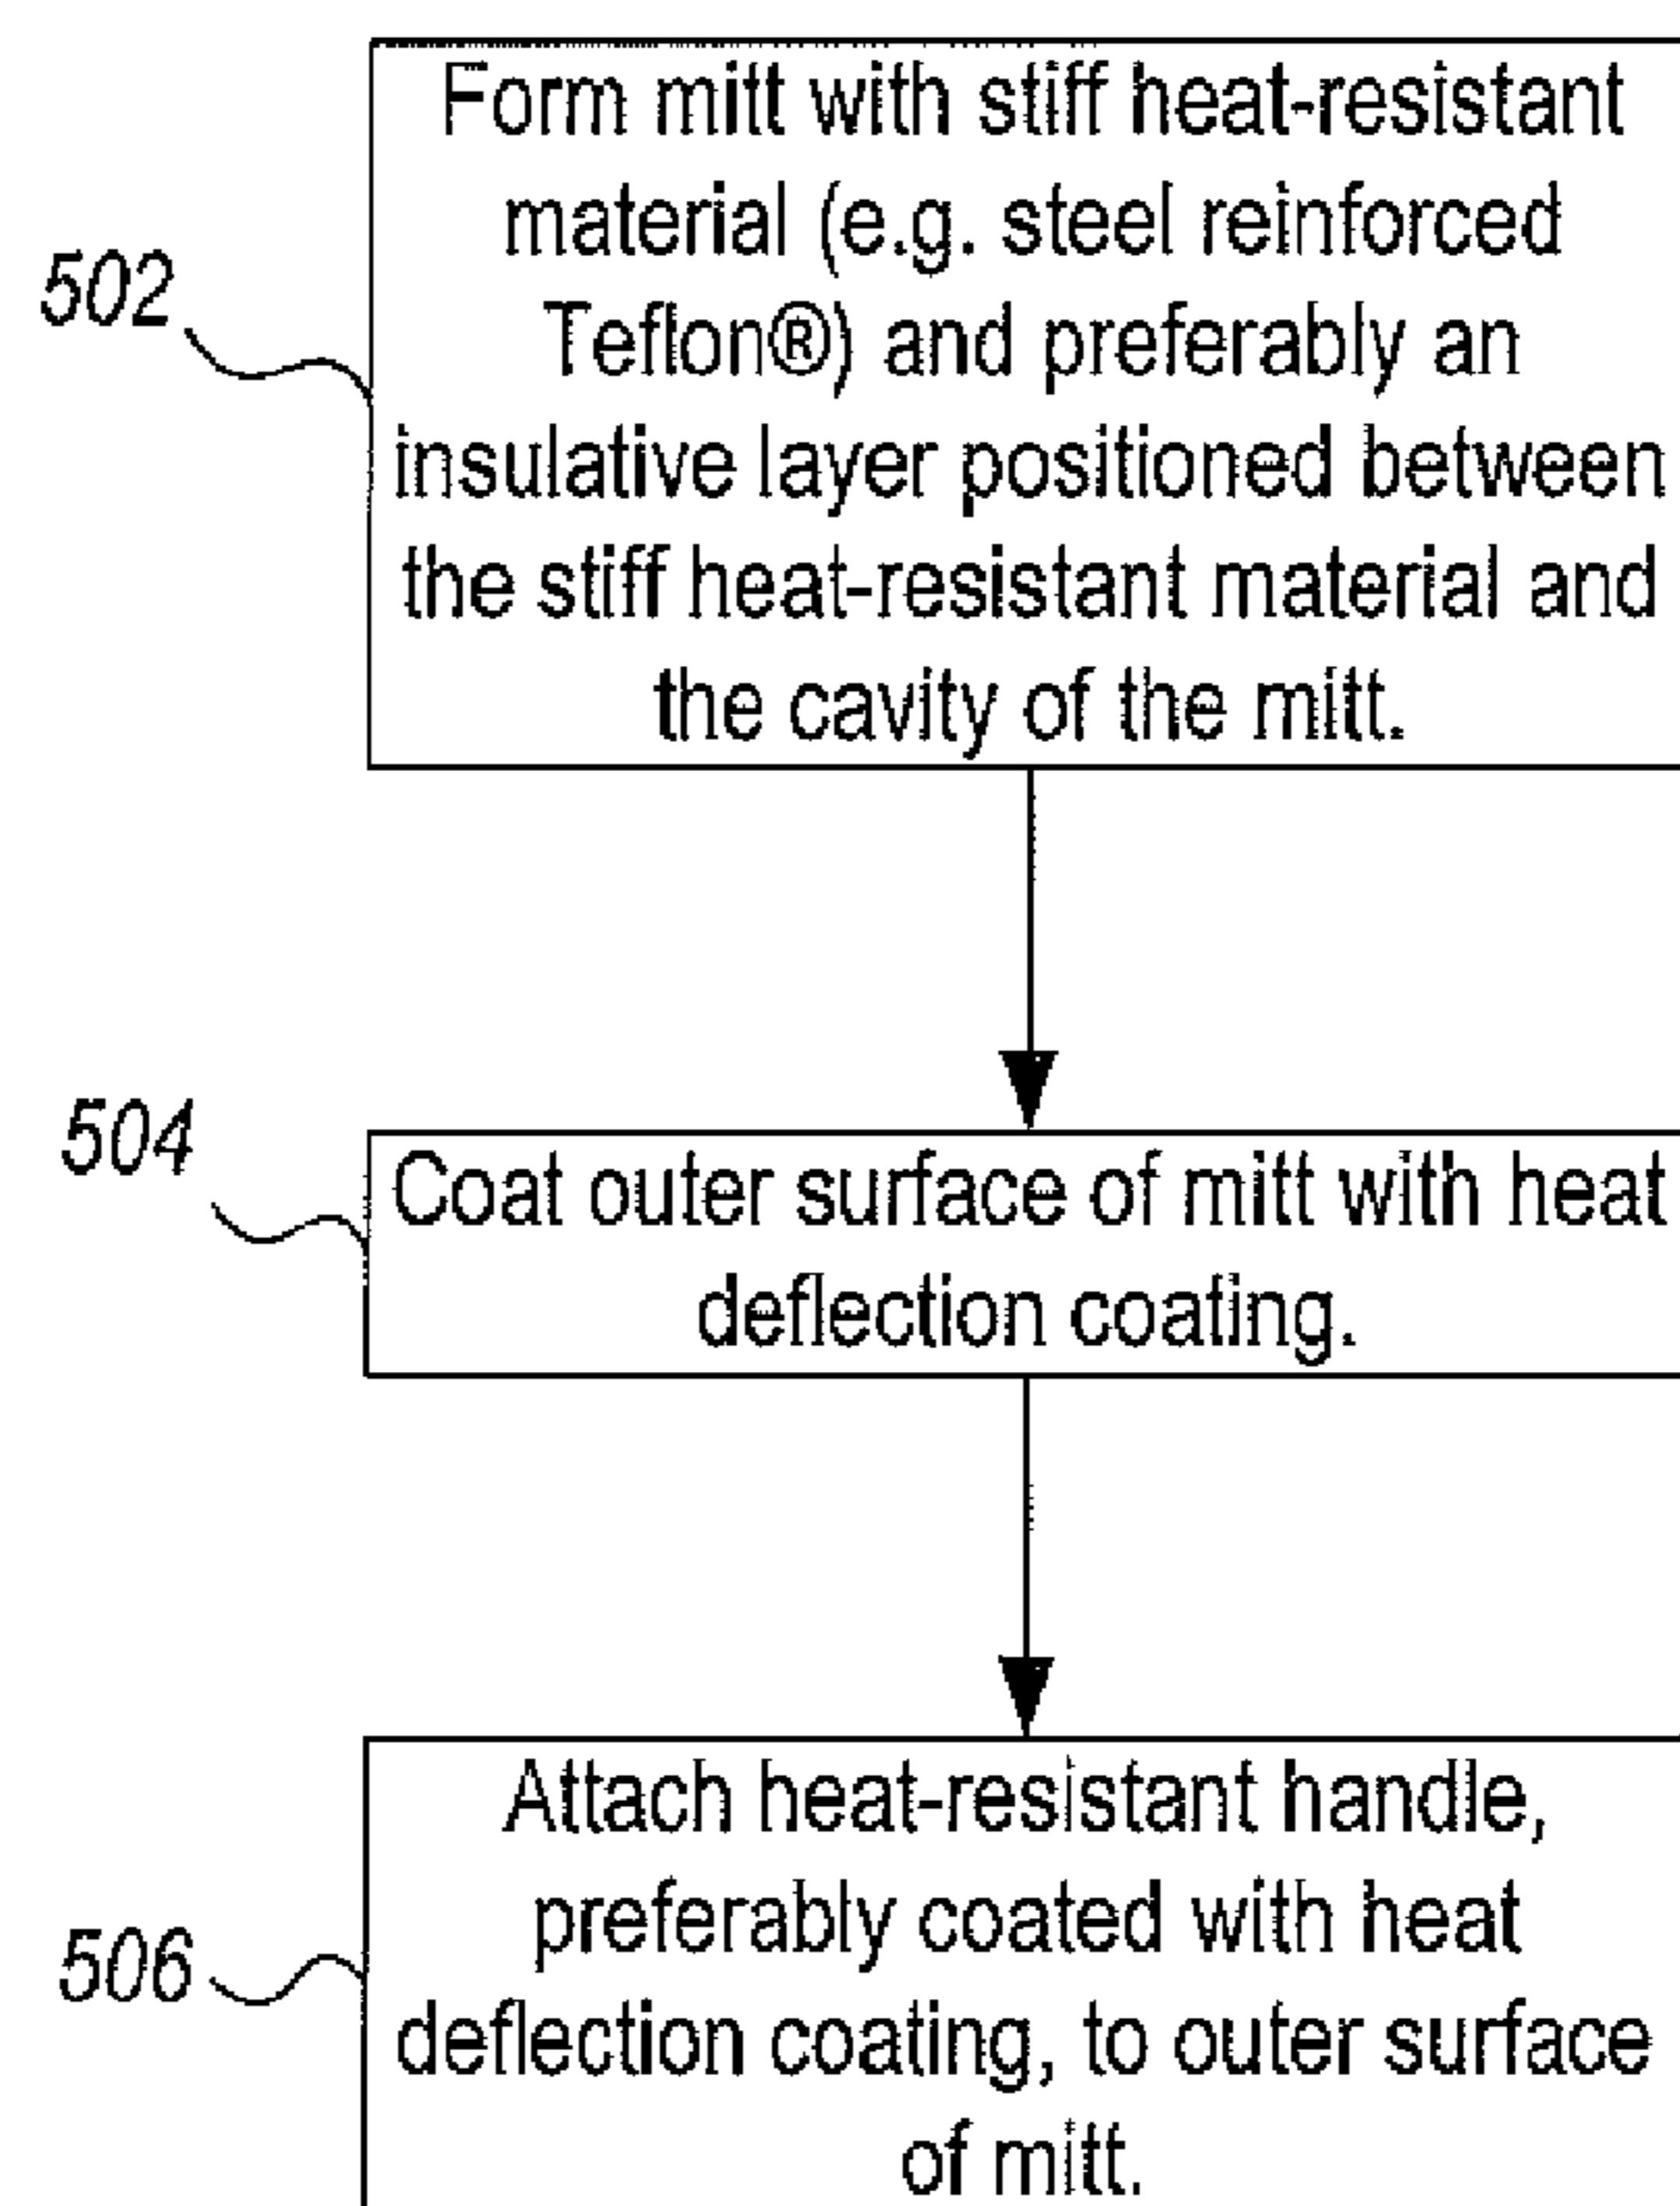 Form mitt with stiff heat-resistant
material (e.g. steel reinforced
Teflon®) and preferably an
insulative layer positioned between
the stiff heat-resistant material and
the cavity of the mitt.
502
504
Coat outer surface of mitt with heat
deflection coating.
Attach heat-resistant handle,
preferably coated with heat
deflection coating, to outer surface
of mitt.
506